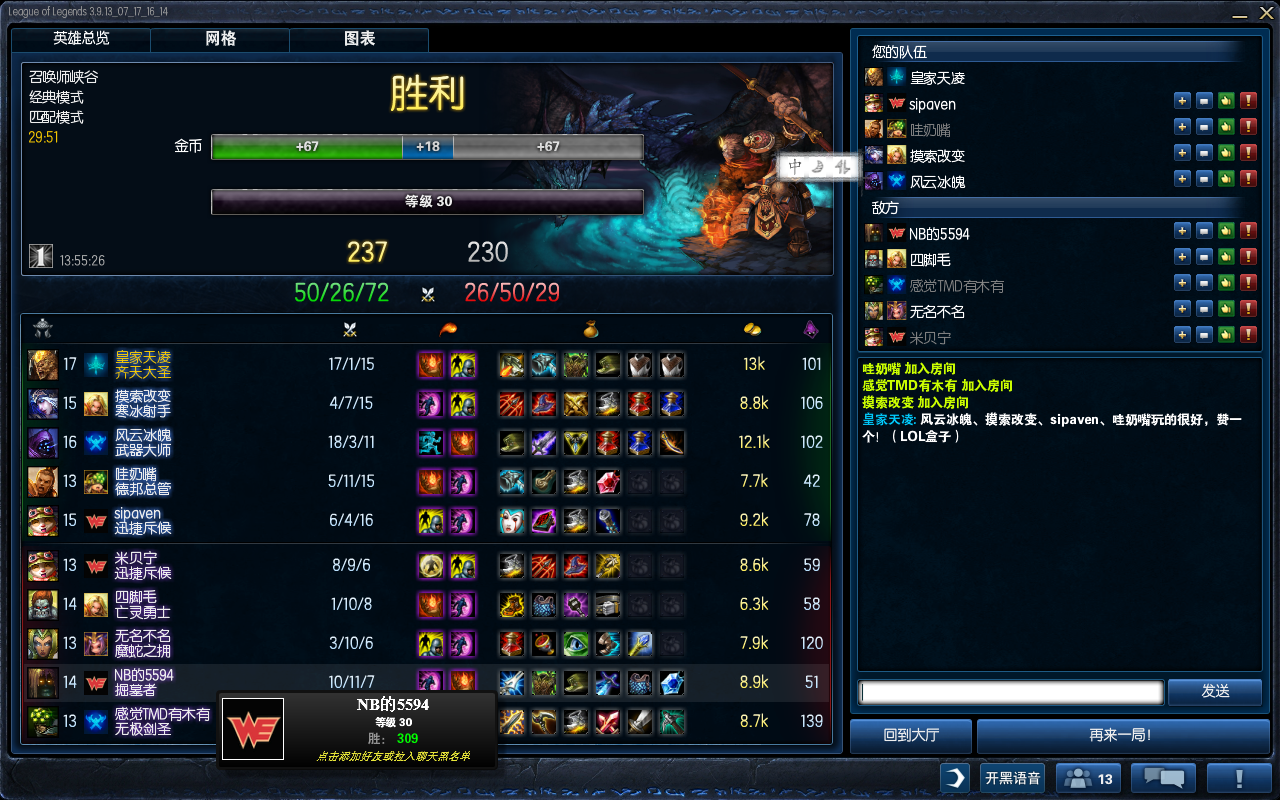 League of Legends 3.9.13_07_17_16_14
英雄总览
网格
图表
召唤师峡谷
经典模式
匹配模式
29:51
胜利
金币
+67
+18
+67
等级 30
13:55:26
237
230
50/26/72
26/50/29
皇家天凌
17
齐天大圣
17/1/15
13k
101
摸索改变
15
寒冰射手
4/7/15
8.8k
106
风云冰魄
16
武器大师
18/3/11
12.1k
102
哇奶嘴
13
德邦总管
5/11/15
7.7k
42
sipaven
15
迅捷斥候
6/4/16
9.2k
78
米贝宁
13
迅捷斥候
8/9/6
8.6k
59
四脚毛
14
亡灵勇士
1/10/8
6.3k
58
无名不名
13
魔蛇之拥
3/10/6
7.9k
120
NB的5594
14
掘墓者
10/11/7
8.9k
51
感觉TMD有木有
13
无极剑圣
8.7k
139
NB的5594
等级 30
胜: 309
点击添加好友或拉入聊天黑名单
您的队伍
皇家天凌
sipaven
哇奶嘴
摸索改变
风云冰魄
敌方
NB的5594
四脚毛
感觉TMD有木有
无名不名
米贝宁
中
哇奶嘴 加入房间
感觉TMD有木有 加入房间
摸索改变 加入房间
皇家天凌: 风云冰魄、摸索改变、sipaven、哇奶嘴玩的很好，赞一
个！（LOL盒子）
发送
回到大厅
再来一局!
开黑语音
13